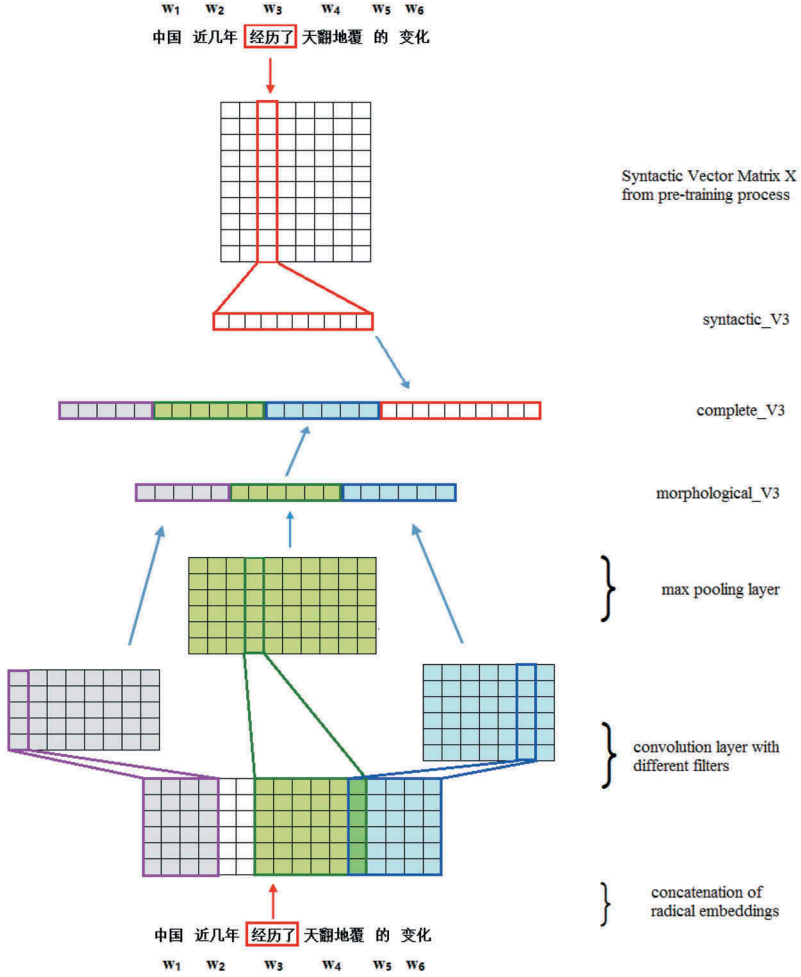 w₁ w₂ w₃ w₄ w₅ w₆
中国 近几年 经历了 天翻地覆 的 变化
Syntactic Vector Matrix X
from pre-training process
syntactic_V3
complete_V3
morphological_V3
max pooling layer
convolution layer with
different filters
concatenation of
radical embeddings
中国 近几年 经历了 天翻地覆 的 变化
w₁ w₂ w₃ w₄ w₅ w₆